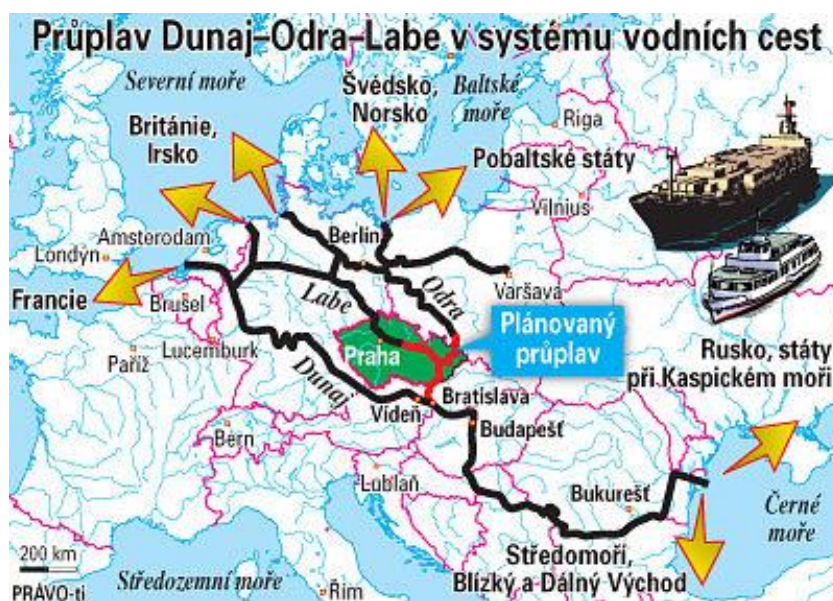 Průplav Dunaj–Odra–Labe v systému vodních cest
Severní moře
Švédsko,
Norsko
Baltské
moře
Riga
Británie,
Irsko
Pobaltské státy
Vilnius
Londýn
Amsterodam
Berlín
Varšava
Francie
Brusel
Labe
Odra
Plánovaný
průplav
Paříž
Lucemburk
Praha
Rusko, státy
při Kaspickém moři
Dunaj
Vídeň
Bratislava
Budapešť
Bern
Lublaň
Bukurešť
Černé
moře
200 km
Středomoří,
Blízký a Dálný Východ
PRÁVO-ti
Středozemní moře
Řím